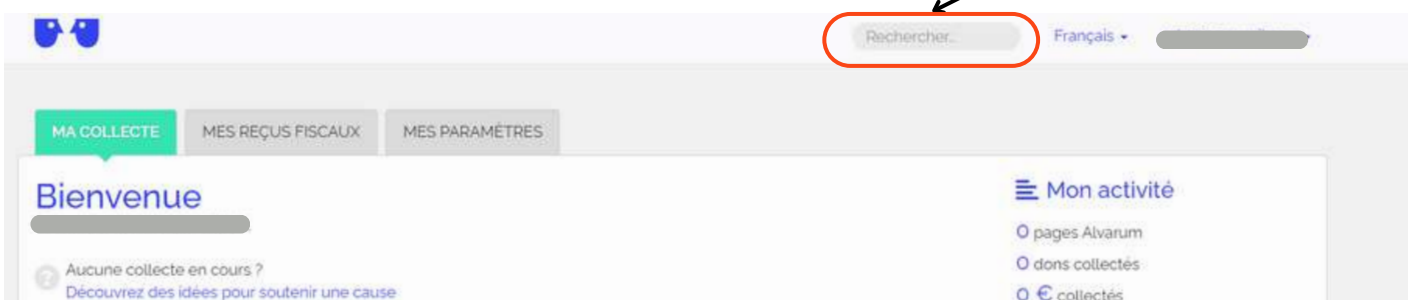 Rechercher... Français
MA COLLECTE MES REÇUS FISCAUX MES PARAMÈTRES
Bienvenue
Aucune collecte en cours ?
Découvrez des idées pour soutenir une cause
Mon activité
0 pages Alvarum
0 dons collectés
0 € collectés